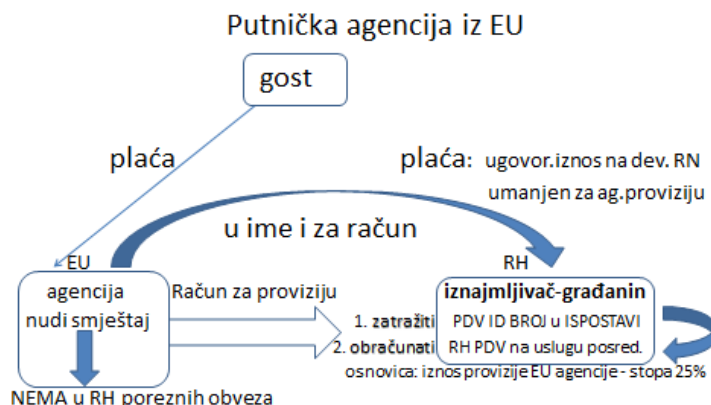 Putnička agencija iz EU
gost
plaća
plaća: ugovor.iznos na dev. RN
umanjen za ag.proviziju
u ime i za račun
EU
RH
agencija
nudi smještaj
Račun za proviziju
iznajmljivač-građanin
1. zatražiti PDV ID BROJ u ISPOSTAVI
2. obračunati RH PDV na uslugu posred.
osnovica: iznos provizije EU agencije - stopa 25%
NEMA u RH poreznih obveza